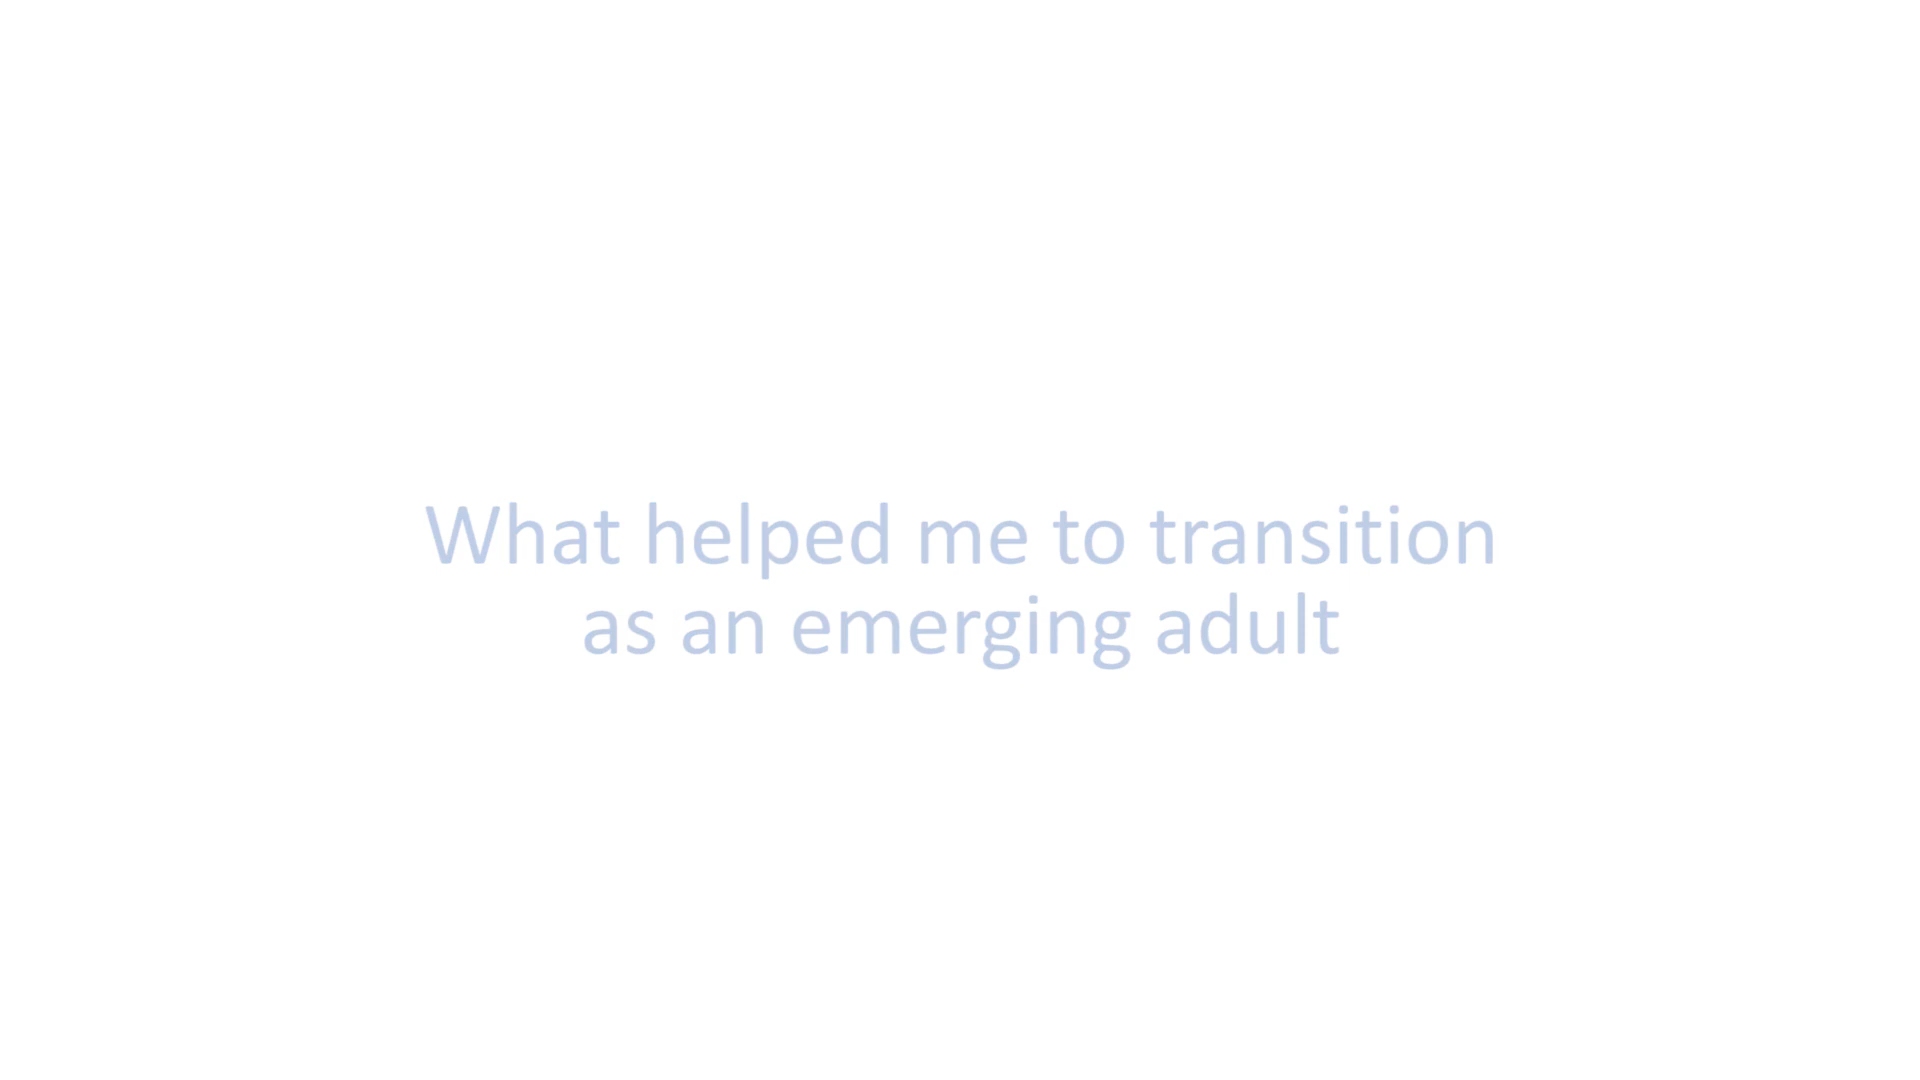 What helped me to transition
as an emerging adult